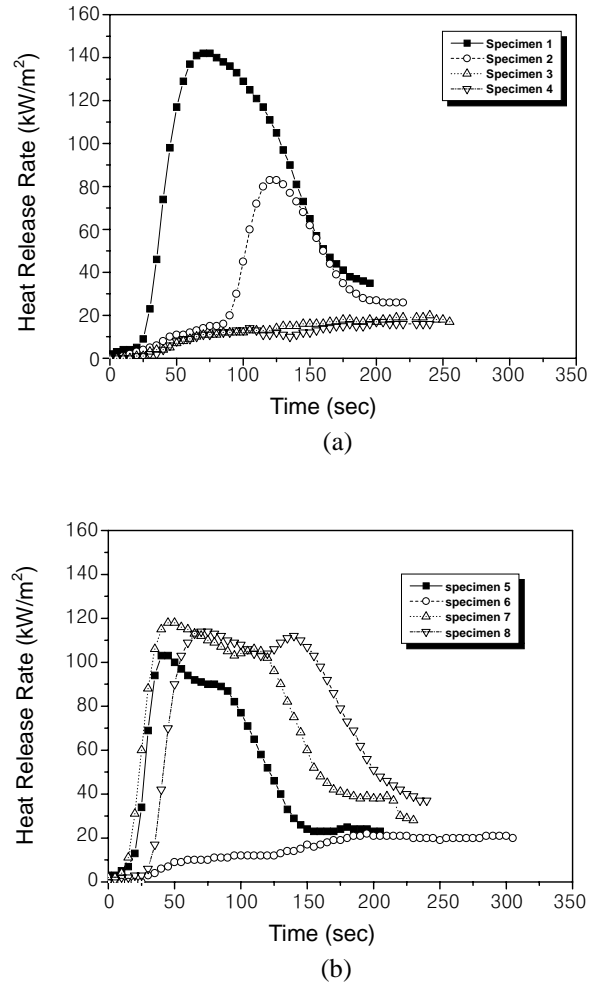 160
140
120
100
80
60
40
20
0
Heat Release Rate (kW/m²)
Specimen 1
Specimen 2
Specimen 3
Specimen 4
0 50 100 150 200 250 300 350
Time (sec)
(a)
160
140
120
100
80
60
40
20
0
Heat Release Rate (kW/m²)
specimen 5
specimen 6
specimen 7
specimen 8
0 50 100 150 200 250 300 350
Time (sec)
(b)